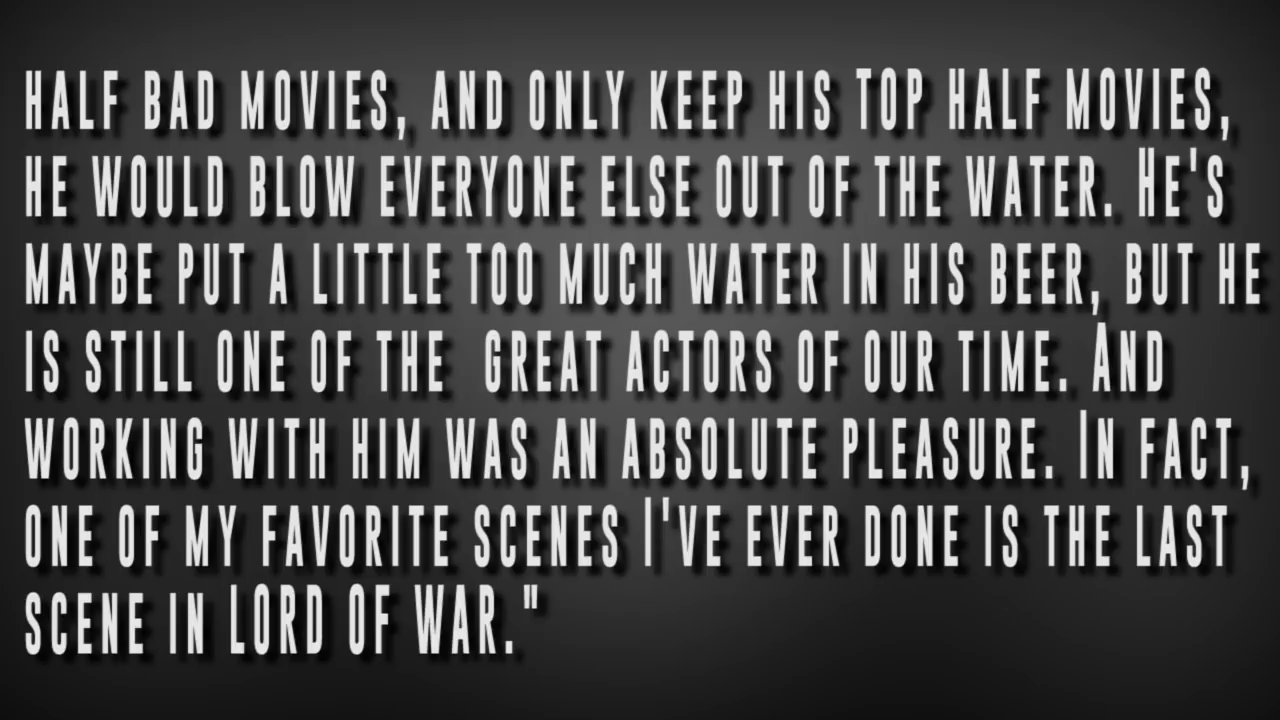 HALF BAD MOVIES, AND ONLY KEEP HIS TOP HALF MOVIES,
HE WOULD BLOW EVERYONE ELSE OUT OF THE WATER. HE'S
MAYBE PUT A LITTLE TOO MUCH WATER IN HIS BEER, BUT HE
IS STILL ONE OF THE GREAT ACTORS OF OUR TIME. AND
WORKING WITH HIM WAS AN ABSOLUTE PLEASURE. IN FACT,
ONE OF MY FAVORITE SCENES I'VE EVER DONE IS THE LAST
SCENE IN LORD OF WAR."